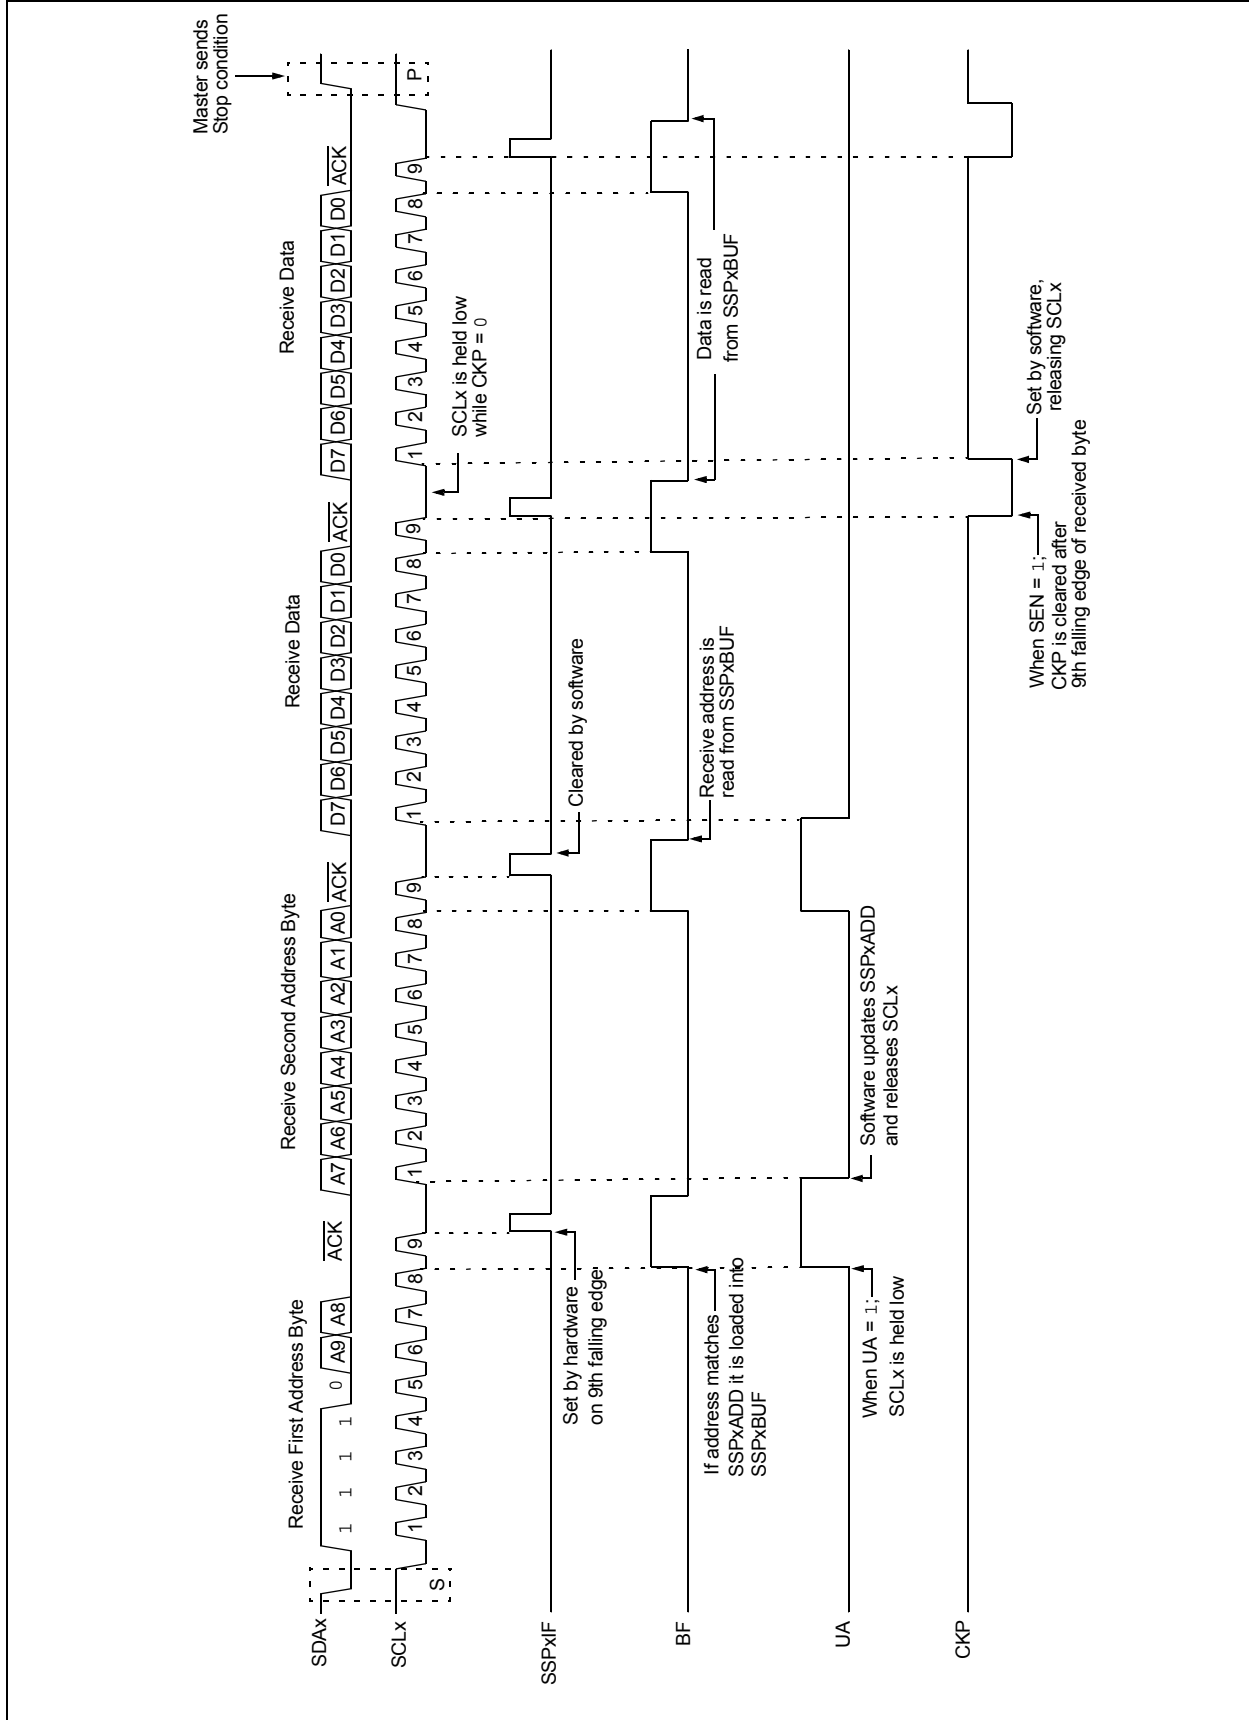 Master sends
Stop condition
Receive First Address Byte
Receive Second Address Byte
Receive Data
Receive Data
SDAx
1 1 1 1 0 A9 A8 ACK A7 A6 A5 A4 A3 A2 A1 A0 ACK D7 D6 D5 D4 D3 D2 D1 D0 ACK D7 D6 D5 D4 D3 D2 D1 D0 ACK
SCLx
S 1 2 3 4 5 6 7 8 9 1 2 3 4 5 6 7 8 9 1 2 3 4 5 6 7 8 9 1 2 3 4 5 6 7 8 9 P
SCLx is held low
while CKP = 0
SSPxIF
Set by hardware
on 9th falling edge
Cleared by software
BF
If address matches
SSPxADD it is loaded into
SSPxBUF
Receive address is
read from SSPxBUF
Data is read
from SSPxBUF
UA
When UA = 1;
SCLx is held low
Software updates SSPxADD
and releases SCLx
CKP
When SEN = 1;
CKP is cleared after
9th falling edge of received byte
Set by software,
releasing SCLx